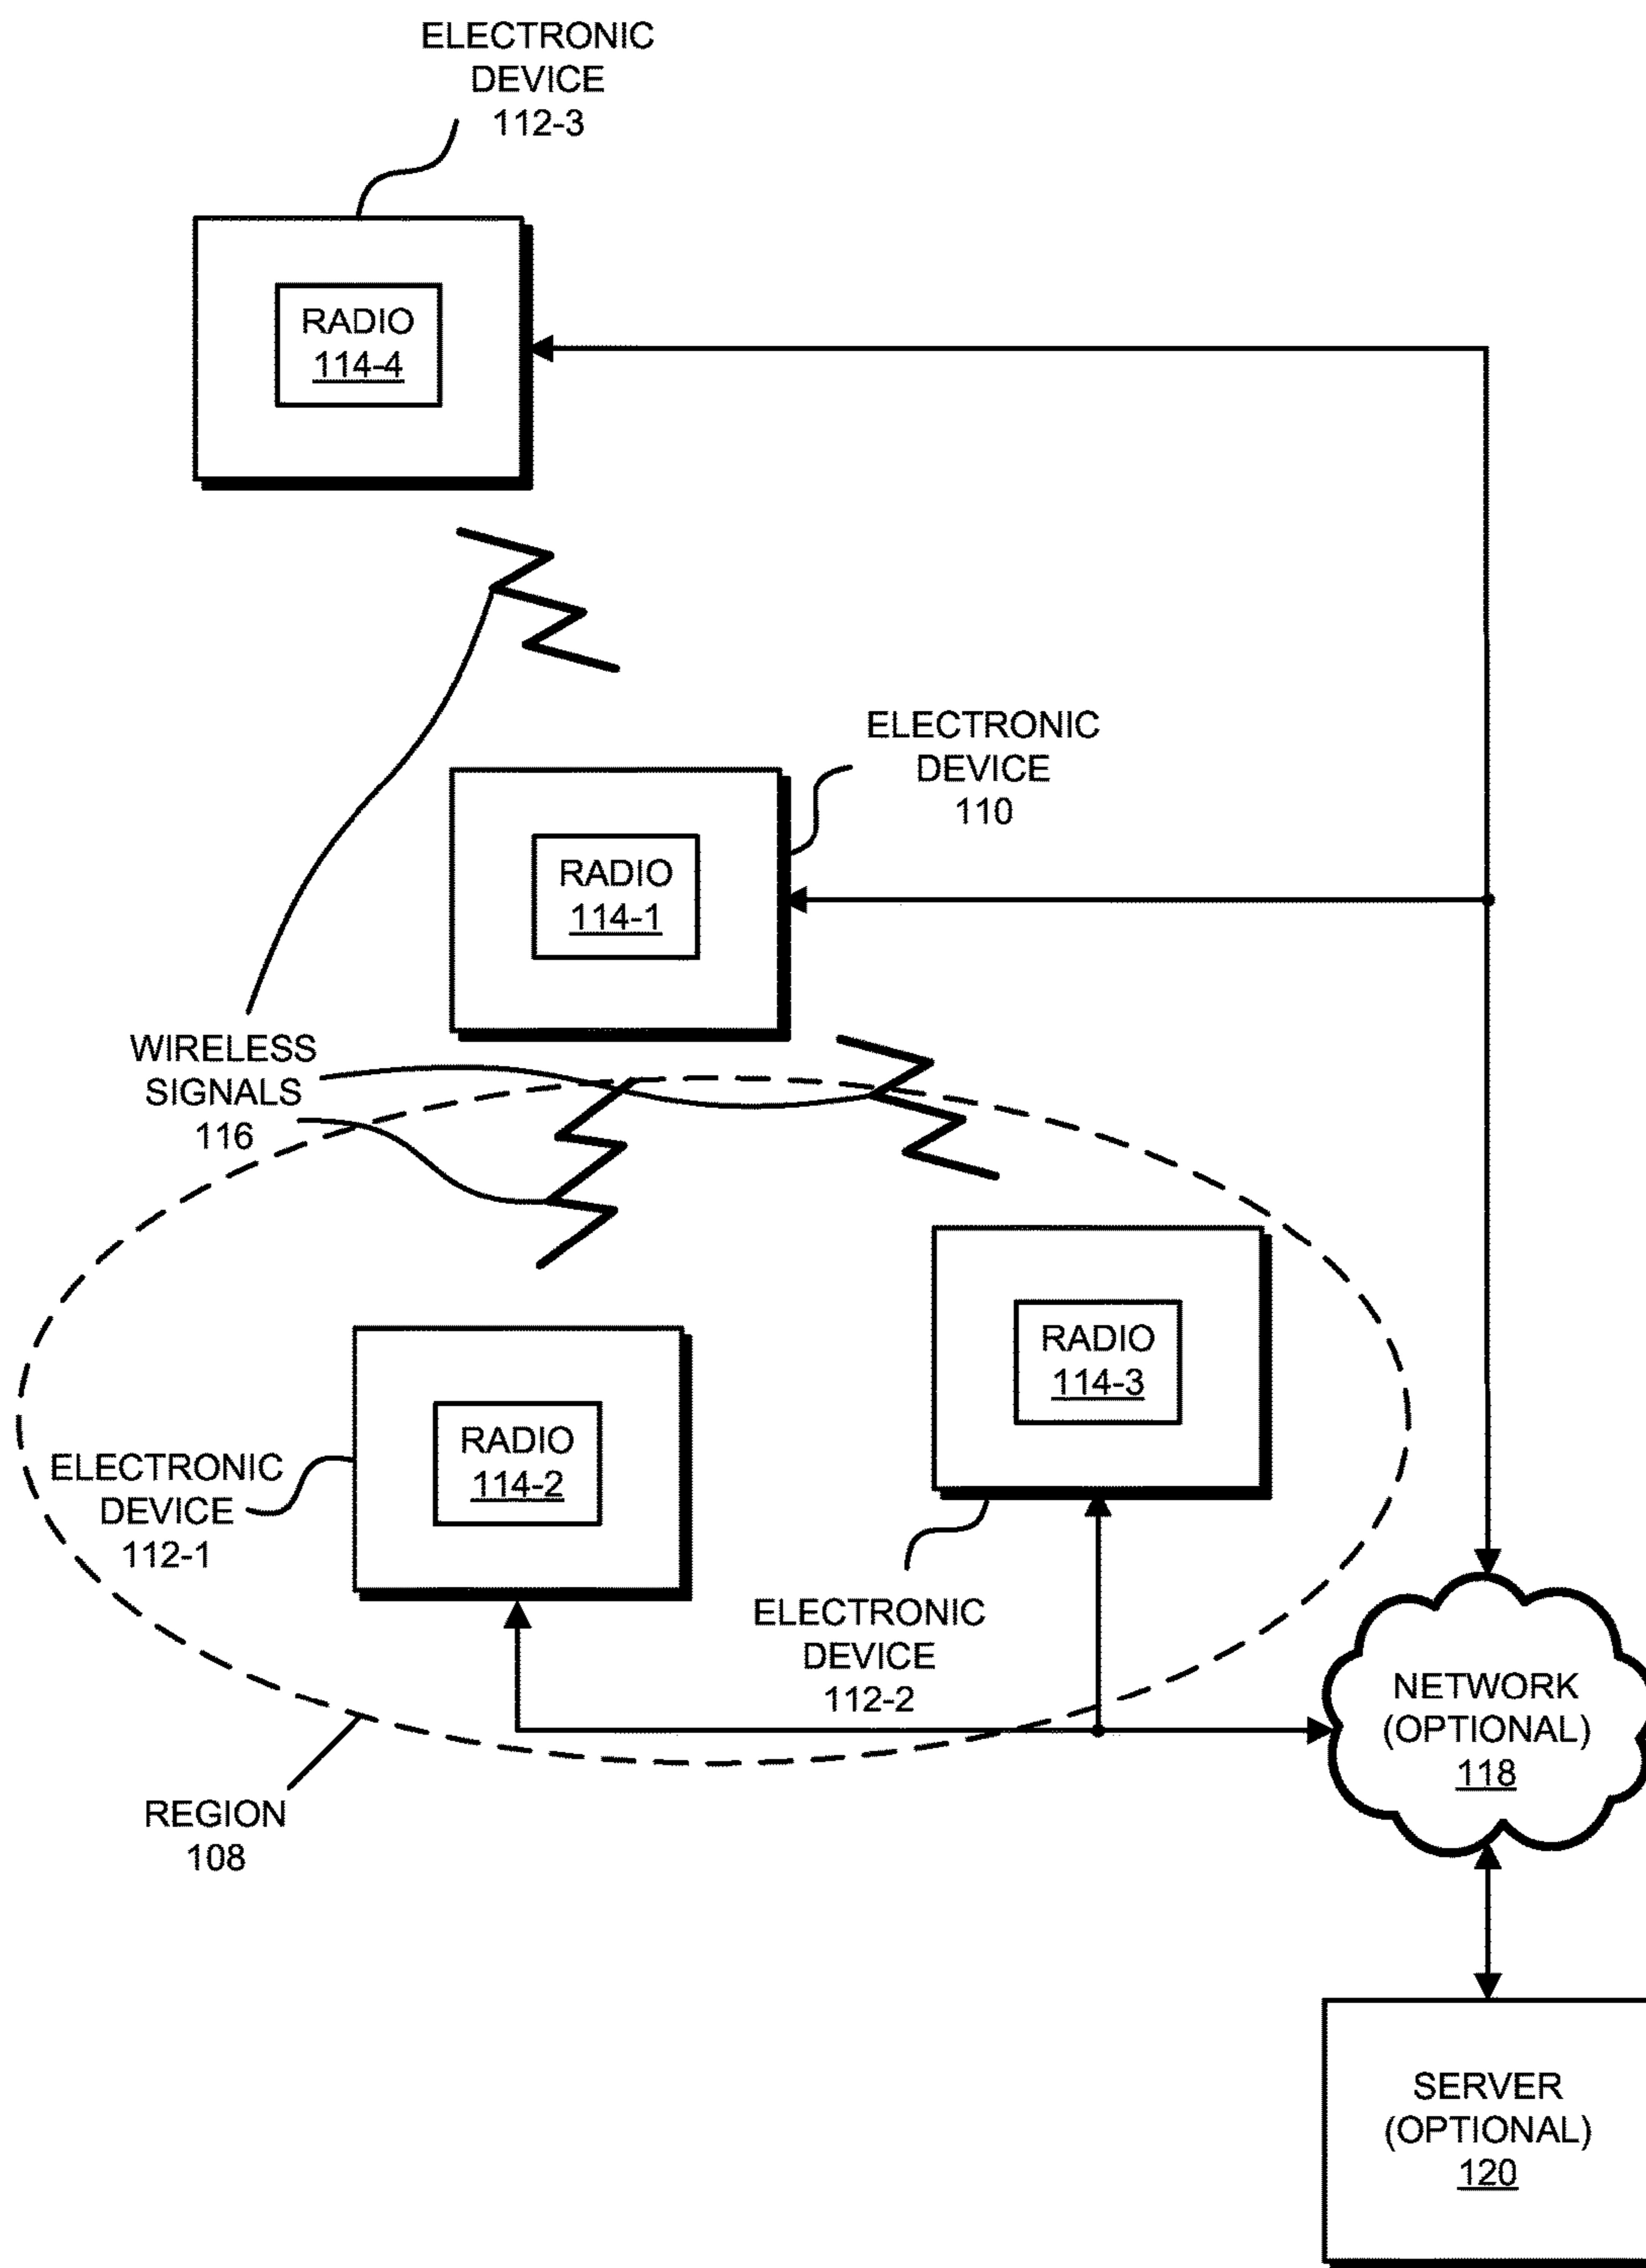 ELECTRONIC
DEVICE
112-3
RADIO
114-4
ELECTRONIC
DEVICE
110
RADIO
114-1
WIRELESS
SIGNALS
116
RADIO
114-3
RADIO
114-2
ELECTRONIC
DEVICE
112-1
ELECTRONIC
DEVICE
112-2
NETWORK
(OPTIONAL)
118
REGION
108
SERVER
(OPTIONAL)
120